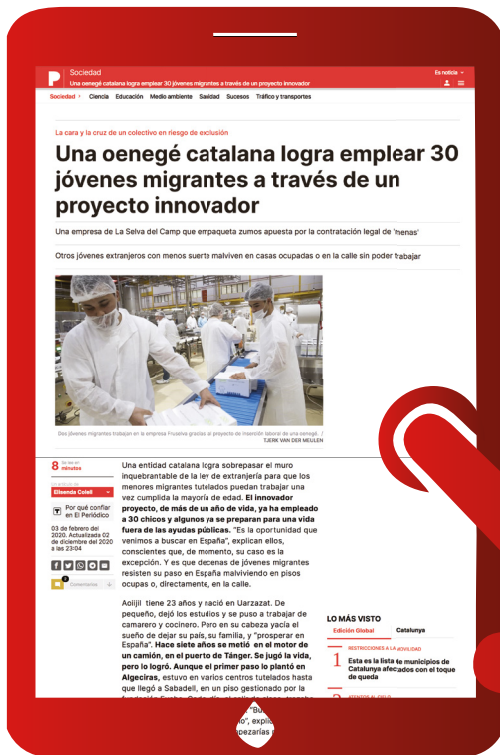 P
Sociedad
Una oenegé catalana logra emplear 30 jóvenes migrantes a través de un proyecto innovador
Es noticia
Sociedad Ciencia Educación Medio ambiente Sanidad Sucesos Tráfico y transportes
La cara y la cruz de un colectivo en riesgo de exclusión
Una oenegé catalana logra emplear 30
jóvenes migrantes a través de un
proyecto innovador
Una empresa de La Selva del Camp que empaqueta zumos apuesta por la contratación legal de 'menas'
Otros jóvenes extranjeros con menos suerte malviven en casas ocupadas o en la calle sin poder trabajar
Dos jóvenes migrantes trabajan en la empresa Fruselva gracias al proyecto de inserción laboral de una oenegé. /
TJERK VAN DER MEULEN
8 Se lee en
minutos
Elisenda Colell
Por qué confiar
en El Periódico
03 de febrero del
2020. Actualizada 02
de diciembre del 2020
a las 23:04
Comentarios
Una entidad catalana logra sobrepasar el muro
inquebrantable de la ley de extranjería para que los
menores migrantes tutelados puedan trabajar una
vez cumplida la mayoría de edad. El innovador
proyecto, de más de un año de vida, ya ha empleado
a 30 chicos y algunos ya se preparan para una vida
fuera de las ayudas públicas. "Es la oportunidad que
venimos a buscar en España", explican ellos,
conscientes que, de momento, su caso es la
excepción. Y es que decenas de jóvenes migrantes
resisten su paso en España malviviendo en pisos
ocupas o, directamente, en la calle.
tiene 23 años y nació en Uarzazat. De
pequeño, dejó los estudios y se puso a trabajar de
camarero y cocinero. Pero en su cabeza yacía el
sueño de dejar su país, su familia, y "prosperar en
España". Hace siete años se metió en el motor de
un camión, en el puerto de Tánger. Se jugó la vida,
pero lo logró. Aunque el primer paso lo plantó en
Algeciras, estuvo en varios centros tutelados hasta
que llegó a Sabadell, en un piso gestionado por la
LO MÁS VISTO
Edición Global Catalunya
1
RESTRICCIONES A LA MOVILIDAD
Esta es la lista de municipios de
Catalunya afectados con el toque
de queda